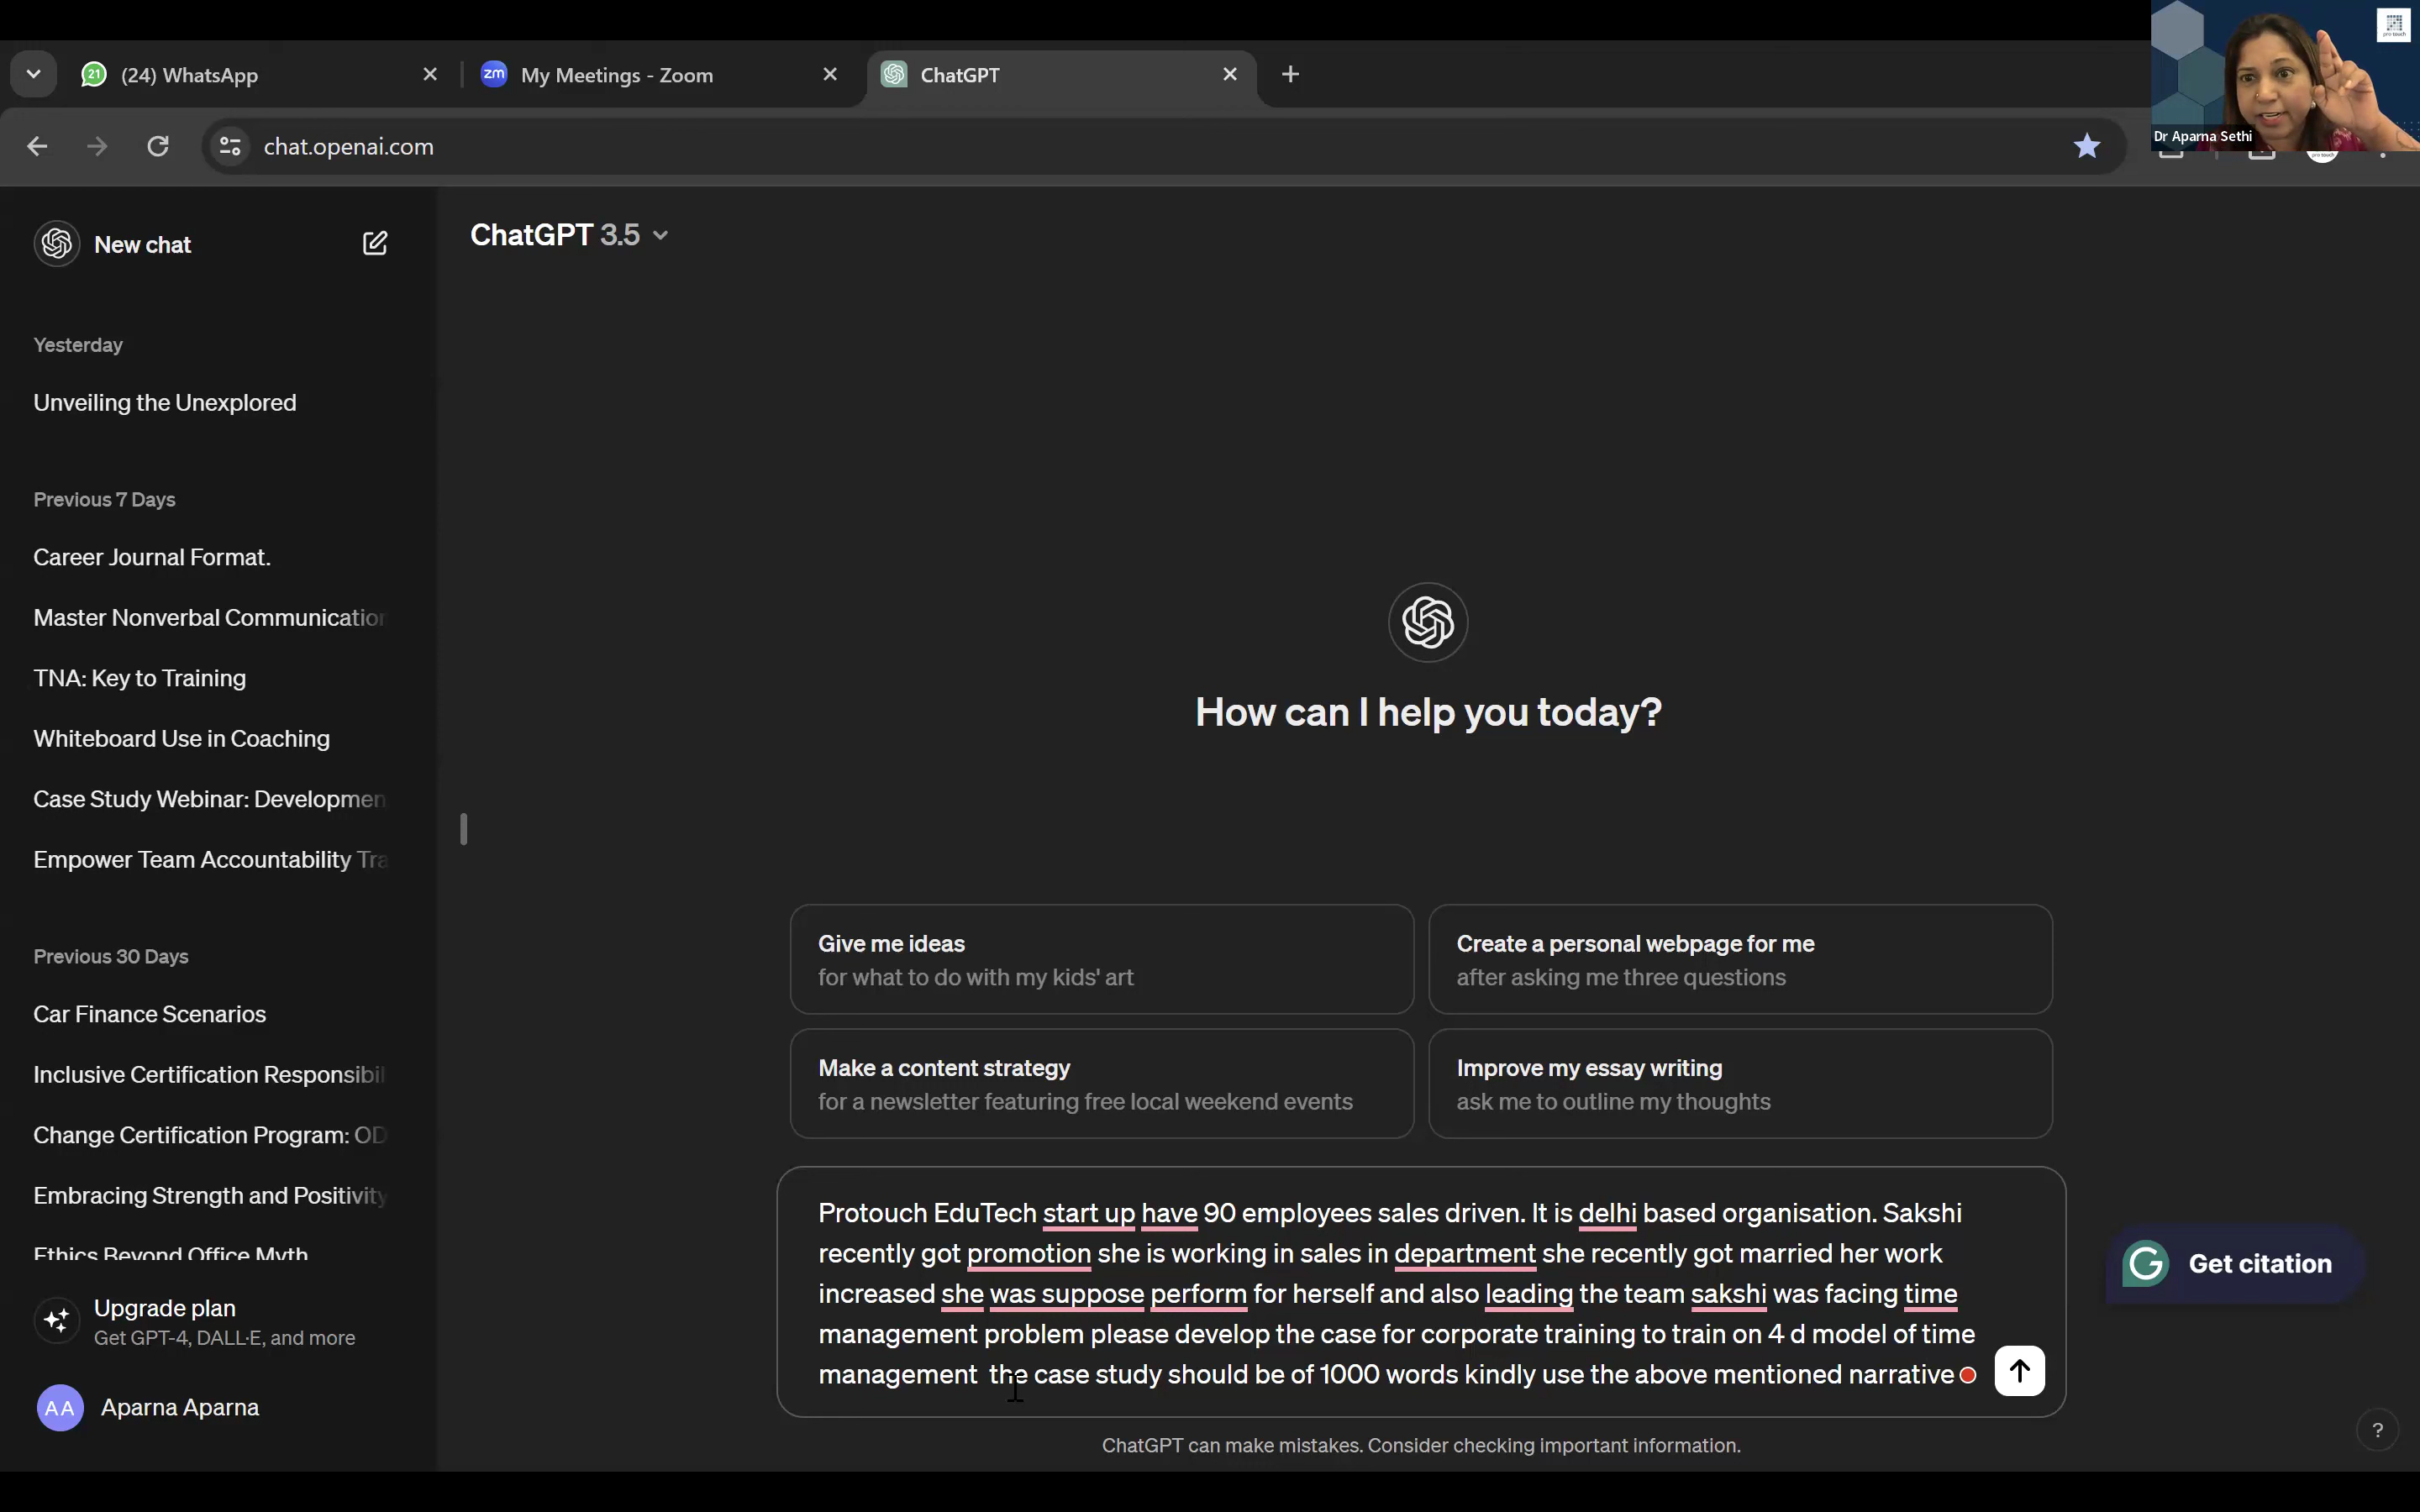 (24) WhatsApp
My Meetings - Zoom
ChatGPT
Dr Aparna Sethi
chat.openai.com
New chat
ChatGPT 3.5
Yesterday
Unveiling the Unexplored
Previous 7 Days
Career Journal Format.
Master Nonverbal Communication
TNA: Key to Training
Whiteboard Use in Coaching
Case Study Webinar: Developmen
Empower Team Accountability Tra
Previous 30 Days
Car Finance Scenarios
Inclusive Certification Responsibil
Change Certification Program: OD
Embracing Strength and Positivity
Ethics Beyond Office Myth
Upgrade plan
Get GPT-4, DALL·E, and more
AA
Aparna Aparna
How can I help you today?
Give me ideas
for what to do with my kids' art
Create a personal webpage for me
after asking me three questions
Make a content strategy
for a newsletter featuring free local weekend events
Improve my essay writing
ask me to outline my thoughts
Protouch EduTech start up have 90 employees sales driven. It is delhi based organisation. Sakshi
recently got promotion she is working in sales in department she recently got married her work
increased she was suppose perform for herself and also leading the team sakshi was facing time
management problem please develop the case for corporate training to train on 4 d model of time
management  the case study should be of 1000 words kindly use the above mentioned narrative
Get citation
ChatGPT can make mistakes. Consider checking important information.
?